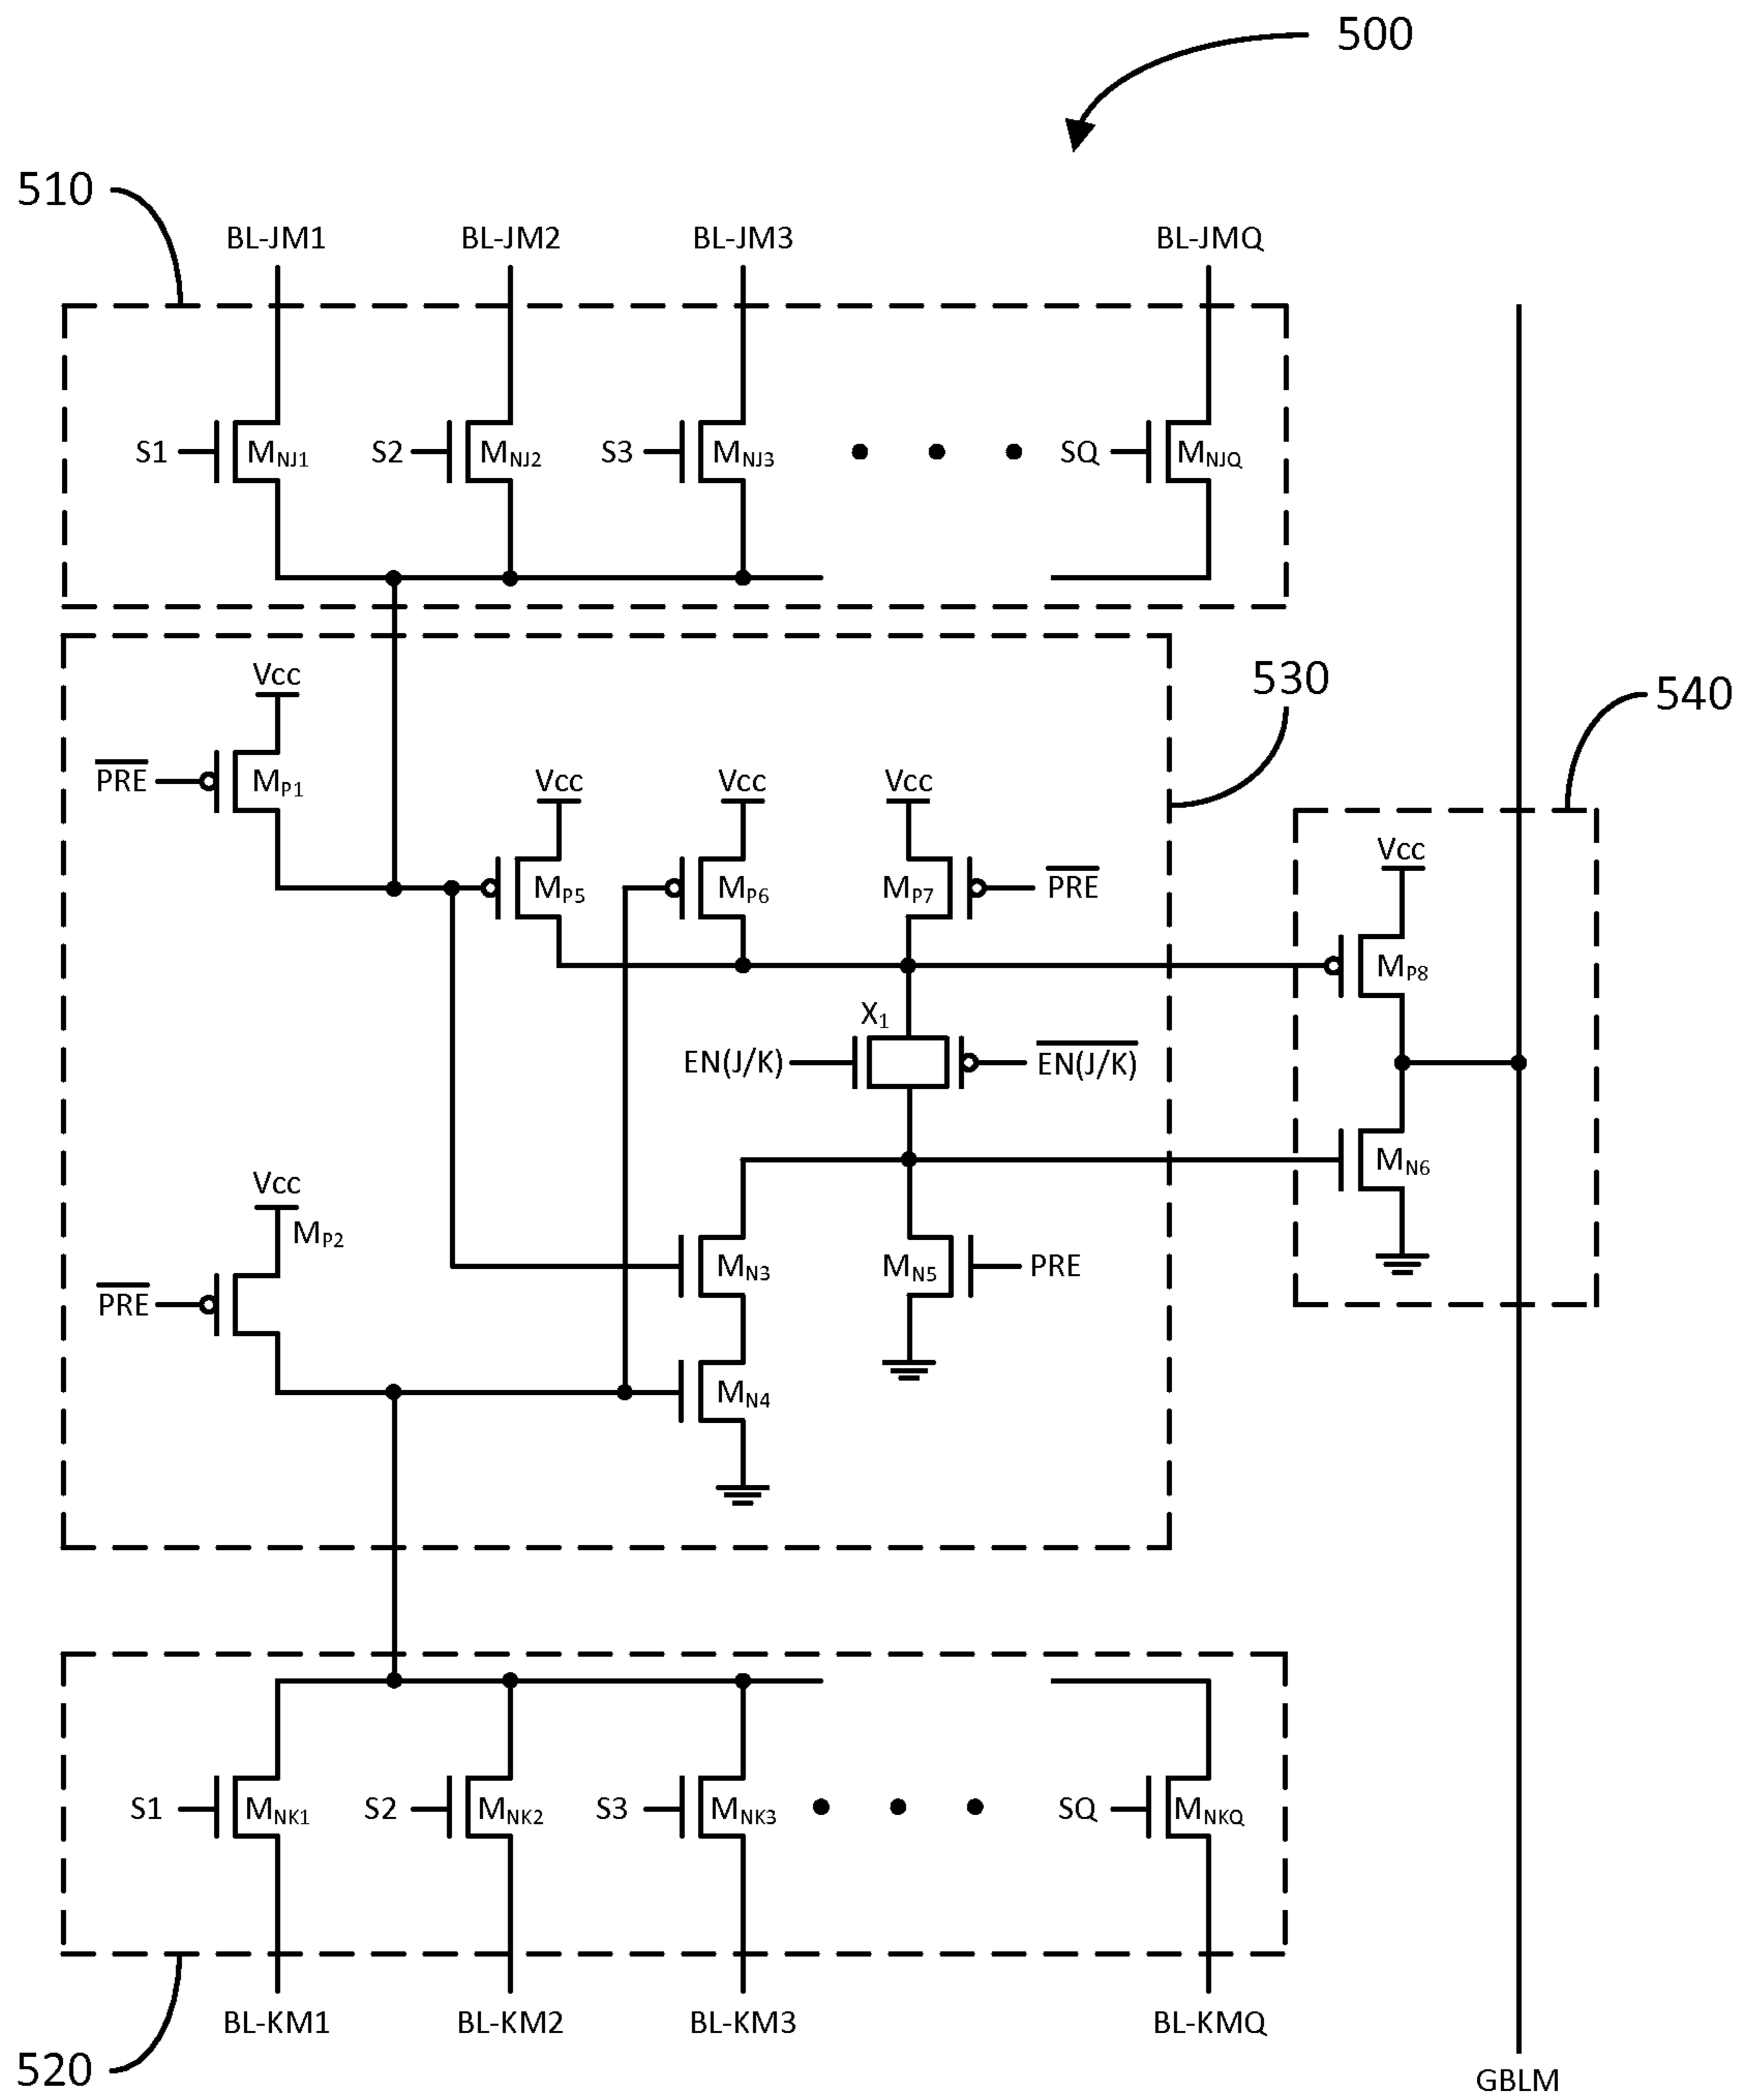 500
510
BL-JM1 BL-JM2 BL-JM3 BL-JMQ
S1 MNJ1 S2 MNJ2 S3 MNJ3 SQ MNJQ
530
540
Vcc
PRE MP1
Vcc Vcc Vcc
MP5 MP6 MP7 PRE
Vcc
MP8
X1
EN(J/K) EN(J/K)
Vcc
MP2
PRE
MN3 MN5 PRE
MN6
MN4
S1 MNK1 S2 MNK2 S3 MNK3 SQ MNKQ
BL-KM1 BL-KM2 BL-KM3 BL-KMQ
520
GBLM